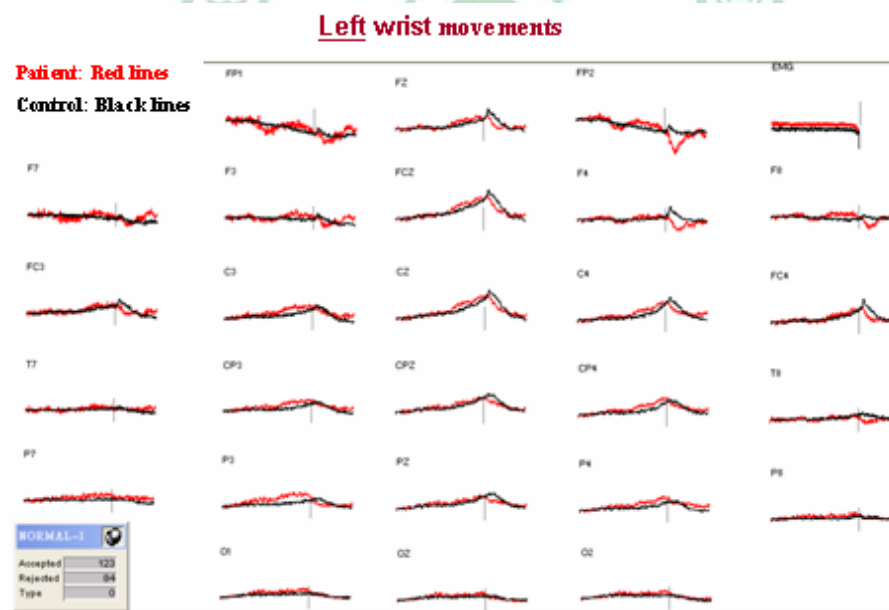 Left wrist movements
Patient: Red lines
Control: Black lines
FP1
FZ
FP2
EMG
F7
F3
FCZ
F4
F8
FC3
C3
CZ
C4
FC4
T7
CP3
CPZ
CP4
T8
P7
P3
PZ
P4
P8
NORMAL-1
Accepted 123
Rejected 84
Type 0
O1
OZ
O2